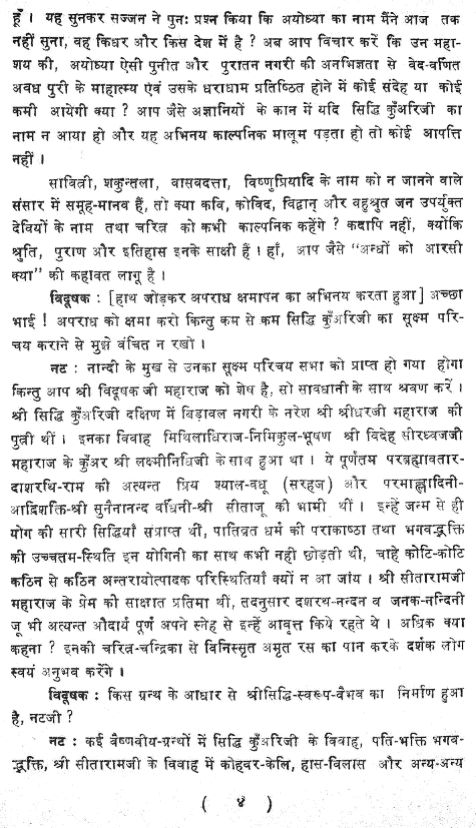 हूँ । यह सुनकर सज्जन ने पुनः प्रश्न किया कि अयोध्या का नाम मैंने आज तक
नहीं सुना, वह किधर और किस देश में है ? अब आप विचार करें कि उन महा-
शय की, अयोध्या ऐसी पुनीत और पुरातन नगरी की अनभिज्ञता से वेद-वर्णित
अवध पुरी के माहात्म्य एवं उसके धराधाम प्रतिष्ठित होने में कोई संदेह या कोई
कमी आयेगी क्या ? आप जैसे अज्ञानियों के कान में यदि सिद्धि कुँअरिजी का
नाम न आया हो और यह अभिनय काल्पनिक मालूम पड़ता हो तो कोई आपत्ति
नहीं ।
सावित्री, शकुन्तला, वासवदत्ता, विष्णुप्रियादि के नाम को न जानने वाले
संसार में समूह-मानव हैं, तो क्या कवि, कोविद, विद्वान् और बहुश्रुत जन उपर्युक्त
देवियों के नाम तथा चरित्र को कभी काल्पनिक कहेंगे ? कदापि नहीं, क्योंकि
श्रुति, पुराण और इतिहास इनके साक्षी हैं । हाँ, आप जैसे "अन्धों को आरसी
क्या" की कहावत लागू है ।
विदूषक : [हाथ जोड़कर अपराध क्षमापन का अभिनय करता हुआ] अच्छा
भाई ! अपराध को क्षमा करो किन्तु कम से कम सिद्धि कुँअरिजी का सूक्ष्म परि-
चय कराने से मुझे वंचित न रखो ।
नट : नान्दी के मुख से उनका सूक्ष्म परिचय सभा को प्राप्त हो गया होगा
किन्तु आप श्री विदूषक जी महाराज को शेष है, सो सावधानी के साथ श्रवण करें ।
श्री सिद्धि कुँअरिजी दक्षिण में विड़ावल नगरी के नरेश श्री श्रीधरजी महाराज की
पुत्री थीं । इनका विवाह मिथिलाधिराज-निमिकुल-भूषण श्री विदेह सीरध्वजजी
महाराज के कुँअर श्री लक्ष्मीनिधिजी के साथ हुआ था । ये पूर्णतम परब्रह्मावतार-
दाशरथि-राम की अत्यन्त प्रिय श्याल-वधू (सरहज) और परमाह्लादिनी-
आदिशक्ति-श्री सुनैनानन्द वर्धिनी-श्री सीताजू की भाभी थीं । इन्हें जन्म से ही
योग की सारी सिद्धियाँ संप्राप्त थीं, पातिव्रत धर्म की पराकाष्ठा तथा भगवद्भक्ति
की उच्चतम-स्थिति इन योगिनी का साथ कभी नहीं छोड़ती थी, चाहे कोटि-कोटि
कठिन से कठिन अन्तरायोत्पादक परिस्थितियाँ क्यों न आ जांय । श्री सीतारामजी
महाराज के प्रेम की साक्षात प्रतिमा थीं, तदनुसार दशरथ-नन्दन व जनक-नन्दिनी
जू भी अत्यन्त औदार्य पूर्ण अपने स्नेह से इन्हें आवृत्त किये रहते थे । अधिक क्या
कहना ? इनकी चरित्र-चन्द्रिका से विनिस्सृत अमृत रस का पान करके दर्शक लोग
स्वयं अनुभव करेंगे ।
विदूषक : किस ग्रन्थ के आधार से श्रीसिद्धि-स्वरूप-वैभव का निर्माण हुआ
है, नटजी ?
नट : कई वैष्णवीय-ग्रन्थों में सिद्धि कुँअरिजी के विवाह, पति-भक्ति भगव-
द्भक्ति, श्री सीतारामजी के विवाह में कोहवर-केलि, हास-विलास और अन्य-अन्य
( ४ )